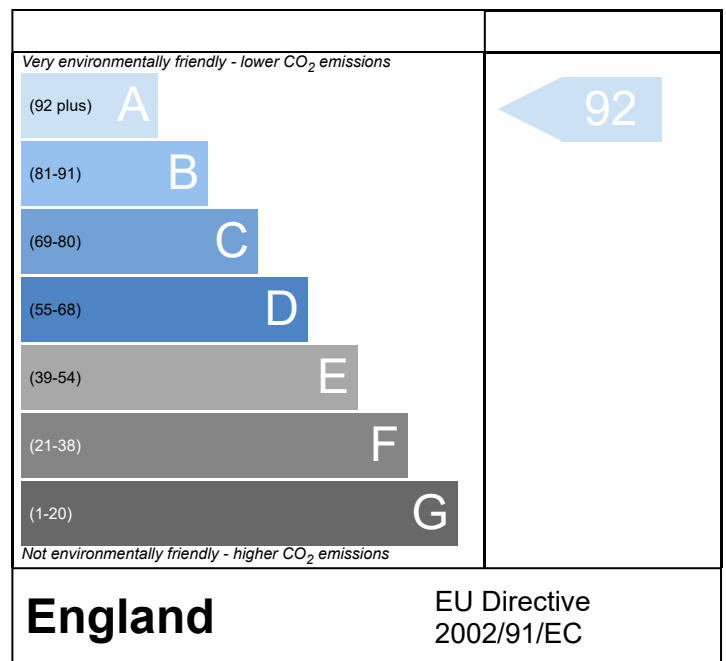 Very environmentally friendly - lower CO2 emissions
(92 plus) A
92
(81-91) B
(69-80) C
(55-68) D
(39-54) E
(21-38) F
(1-20) G
Not environmentally friendly - higher CO2 emissions
England
EU Directive
2002/91/EC